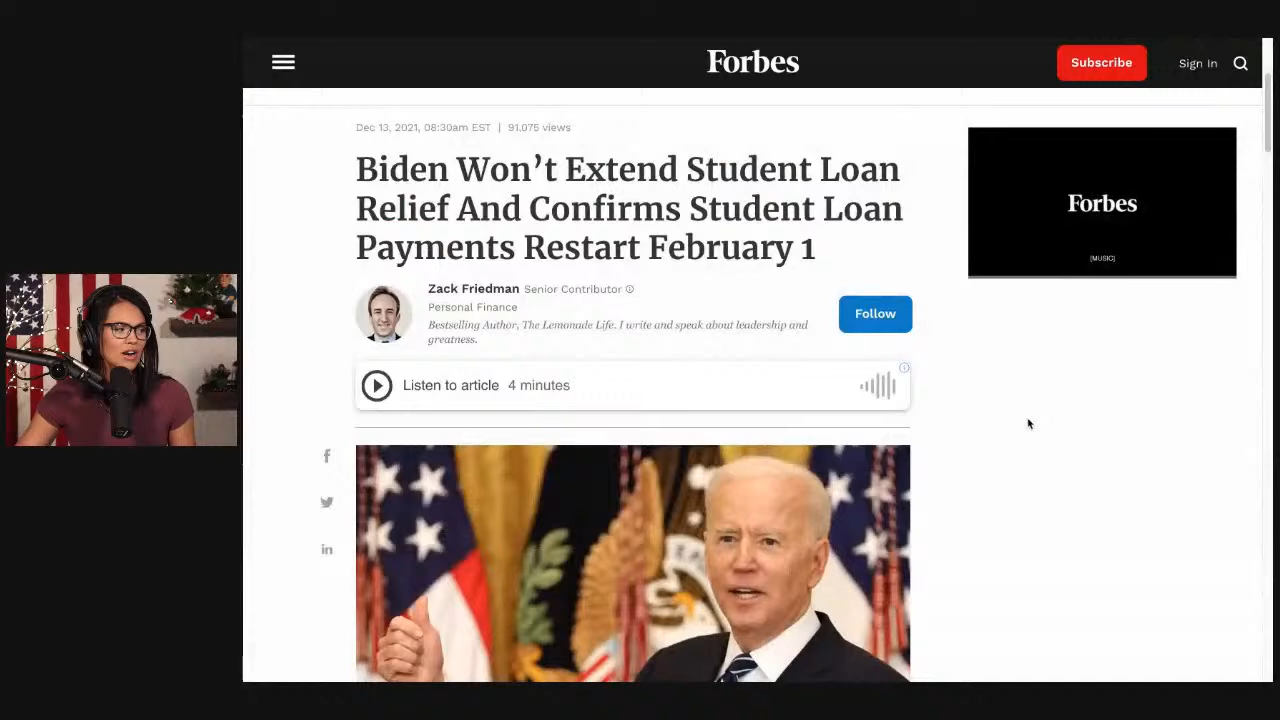 Forbes
Subscribe
Sign In
Dec 13, 2021, 08:30am EST | 91,075 views
Biden Won’t Extend Student Loan
Relief And Confirms Student Loan
Payments Restart February 1
Zack Friedman Senior Contributor
Personal Finance
Bestselling Author, The Lemonade Life. I write and speak about leadership and
greatness.
Follow
Listen to article 4 minutes
Forbes
[MUSIC]